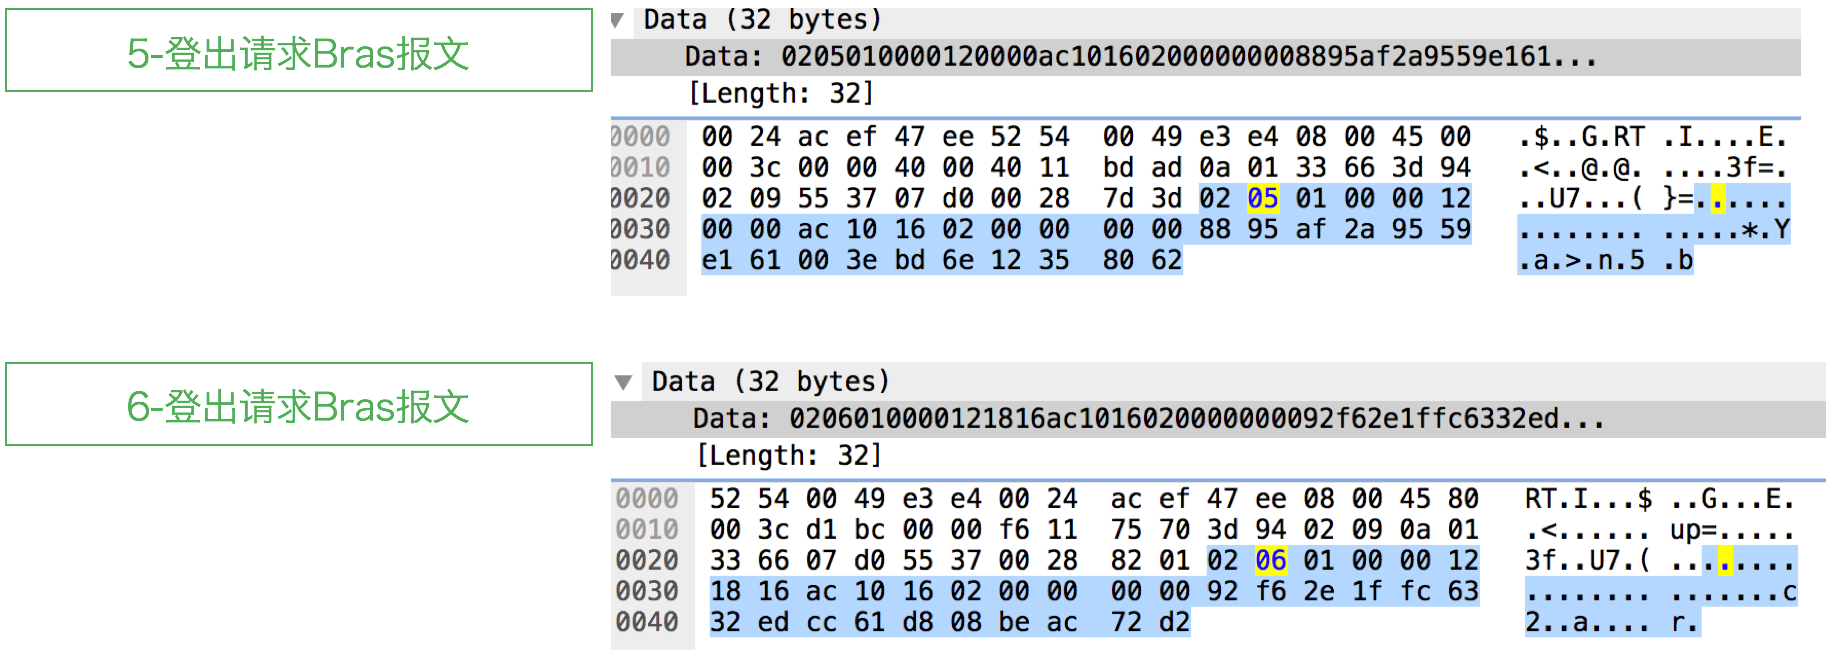 5-登出请求Bras报文
Data (32 bytes)
Data: 0205010000120000ac101602000000008895af2a9559e161...
[Length: 32]
0000 00 24 ac ef 47 ee 52 54 00 49 e3 e4 08 00 45 00 .$..G.RT .I....E.
0010 00 3c 00 00 40 00 40 11 bd ad 0a 01 33 66 3d 94 .<..@.@. ....3f=.
0020 02 09 55 37 07 d0 00 28 7d 3d 02 05 01 00 00 12 ..U7...( }=......
0030 00 00 ac 10 16 02 00 00 00 00 88 95 af 2a 95 59 ........ .....*.Y
0040 e1 61 00 3e bd 6e 12 35 80 62 .a.>.n.5 .b
6-登出请求Bras报文
Data (32 bytes)
Data: 0206010000121816ac1016020000000092f62e1ffc6332ed...
[Length: 32]
0000 52 54 00 49 e3 e4 00 24 ac ef 47 ee 08 00 45 80 RT.I...$ ..G...E.
0010 00 3c d1 bc 00 00 f6 11 75 70 3d 94 02 09 0a 01 .<...... up=.....
0020 33 66 07 d0 55 37 00 28 82 01 02 06 01 00 00 12 3f..U7.( ........
0030 18 16 ac 10 16 02 00 00 00 00 92 f6 2e 1f fc 63 ........ .......c
0040 32 ed cc 61 d8 08 be ac 72 d2 2..a.... r.